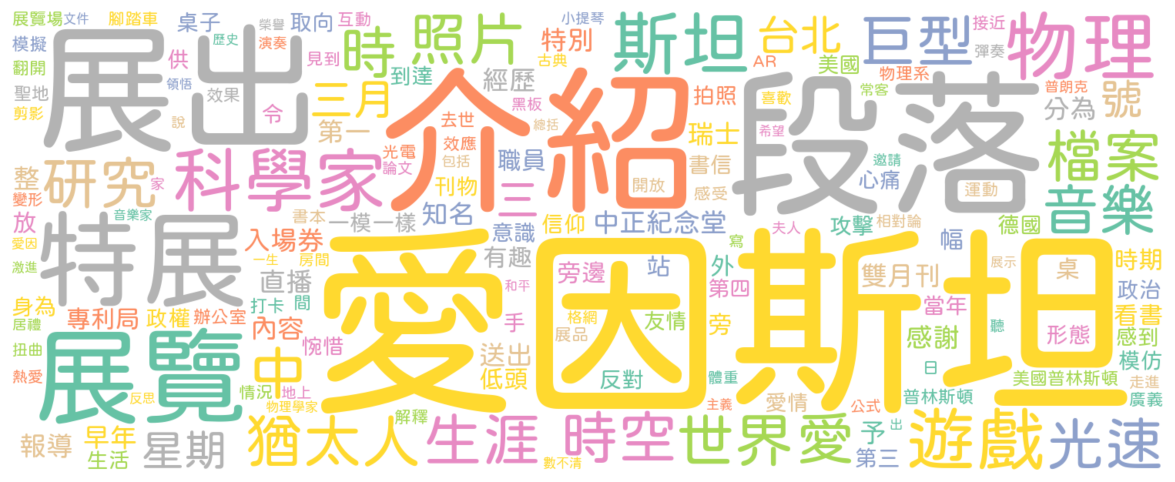 展覽場 文件 腳踏車 榮譽 桌子 取向 互動 小提琴 接近
模擬 展出 歷史 演奏 供 見到 時 照片 特別 古典 斯坦 台北 AR 美國 巨型 彈奏 物理
翻開 領悟 到達 介紹 經歷 物理系 段落 常客 普朗克
聖地 效果 令 三月 黑板 拍照 喜歡 分為 號
剪影 說 第一 去世 總括 瑞士 希望 檔案
整 研究 科學家 光電 效應 職員 書信 邀請
變形 家 論文 包括 刊物 三 開放 感受 心痛 運動 音樂
放 音樂家 書本 一模一樣 知名 信仰 中正紀念堂 攻擊 相對論 德國
愛因 特展 入場券 愛因斯坦 意識 寫 夫人
激進 一生 房間 有趣 幅 展示 時期
直播 和平 旁邊 站 外 雙月刊 桌 政治
身為 打卡 間 手 第四 當年 看書
居禮 專利局 政權 辦公室 內容 惋惜 格網 友情 旁 感謝 聽 形態 感到
扭曲 展覽 中 送出 展品 日 模仿
熱愛 反思 情況 地上 低頭 反對 體重 愛情 普林斯頓 美國普林斯頓 走進
物理學家 解釋 主義 公式 廣義
報導 早年 星期 猶太人 生涯 時空 世界 愛 予 出 遊戲 光速
生活 數不清 第三